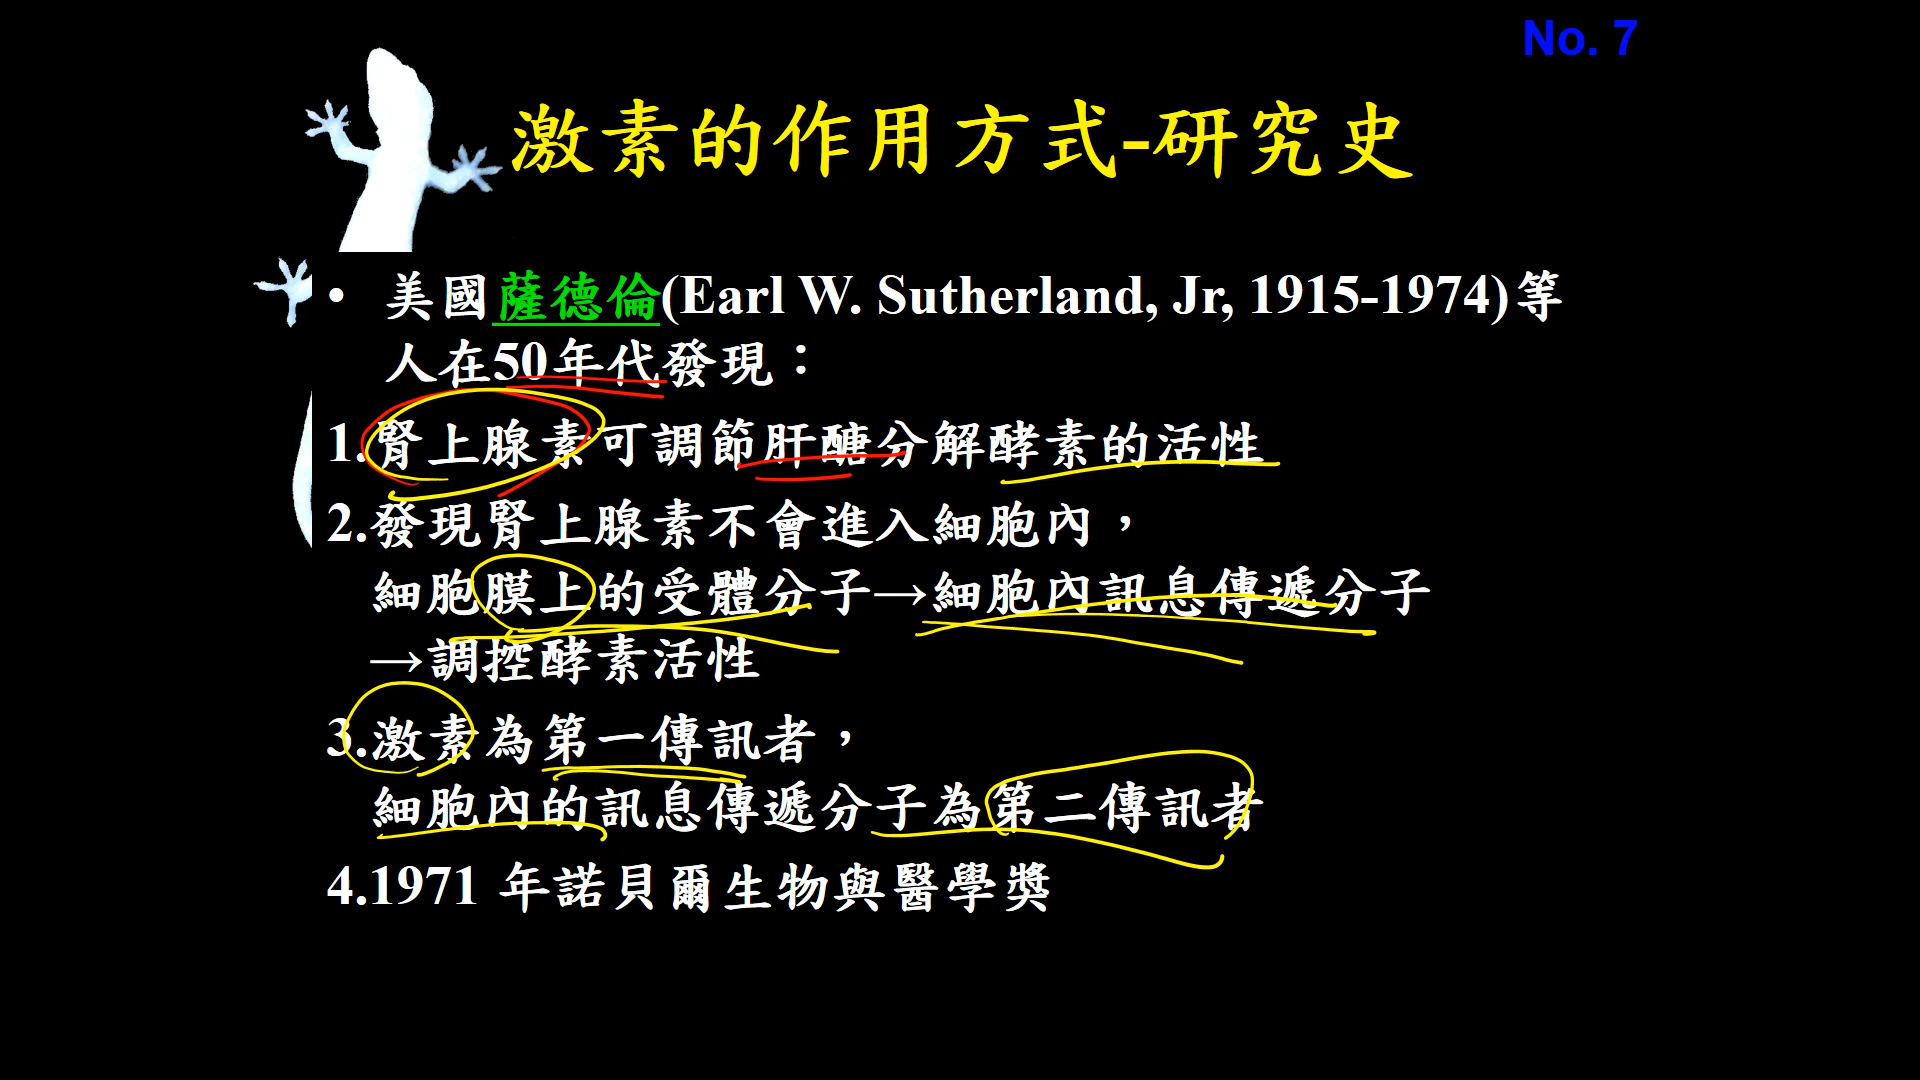 No. 7
激素的作用方式-研究史
• 美國薩德倫(Earl W. Sutherland, Jr, 1915-1974)等
人在50年代發現：
1.腎上腺素可調節肝醣分解酵素的活性
2.發現腎上腺素不會進入細胞內，
細胞膜上的受體分子→細胞內訊息傳遞分子
→調控酵素活性
3.激素為第一傳訊者，
細胞內的訊息傳遞分子為第二傳訊者
4.1971 年諾貝爾生物與醫學獎